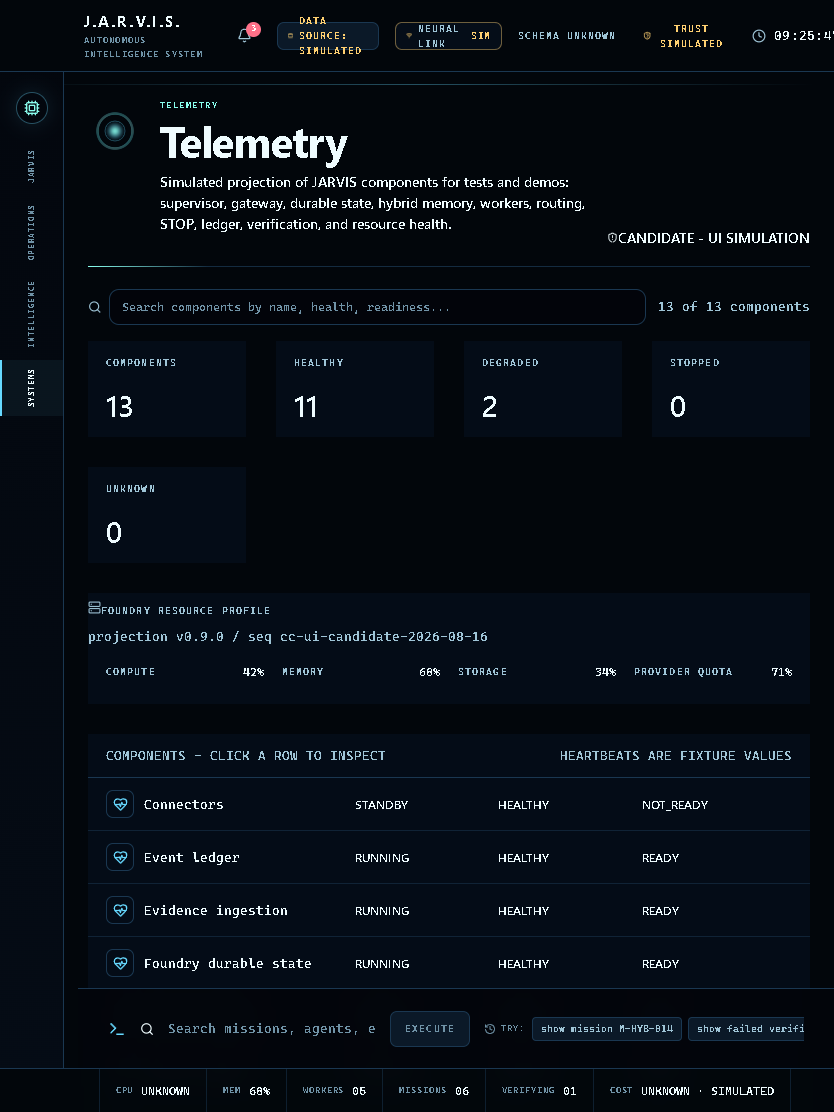 J.A.R.V.I.S.
AUTONOMOUS
INTELLIGENCE SYSTEM
3
DATA
SOURCE:
SIMULATED
NEURAL
LINK
SIM
SCHEMA UNKNOWN
TRUST
SIMULATED
JARVIS
OPERATIONS
INTELLIGENCE
SYSTEMS
TELEMETRY
Telemetry
Simulated projection of JARVIS components for tests and demos:
supervisor, gateway, durable state, hybrid memory, workers, routing,
STOP, ledger, verification, and resource health.
CANDIDATE - UI SIMULATION
Search components by name, health, readiness...
13 of 13 components
COMPONENTS
13
HEALTHY
11
DEGRADED
2
STOPPED
0
UNKNOWN
0
FOUNDRY RESOURCE PROFILE
projection v0.9.0 / seq cc-ui-candidate-2026-08-16
COMPUTE 42% MEMORY 68% STORAGE 34% PROVIDER QUOTA 71%
COMPONENTS - CLICK A ROW TO INSPECT HEARTBEATS ARE FIXTURE VALUES
Connectors STANDBY HEALTHY NOT_READY
Event ledger RUNNING HEALTHY READY
Evidence ingestion RUNNING HEALTHY READY
Foundry durable state RUNNING HEALTHY READY
Search missions, agents, e
EXECUTE
TRY:
show mission M-HYB-014
show failed verifi
CPU UNKNOWN MEM 68% WORKERS 05 MISSIONS 06 VERIFYING 01 COST UNKNOWN · SIMULATED